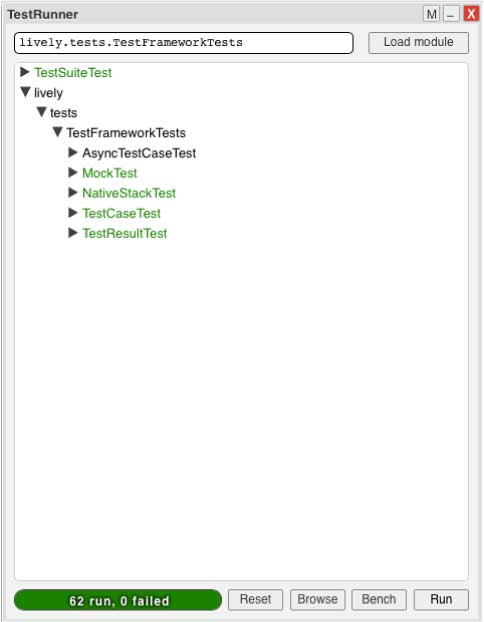 TestRunner M _ X
lively.tests.TestFrameworkTests Load module
TestSuiteTest
lively
tests
TestFrameworkTests
AsyncTestCaseTest
MockTest
NativeStackTest
TestCaseTest
TestResultTest
62 run, 0 failed Reset Browse Bench Run